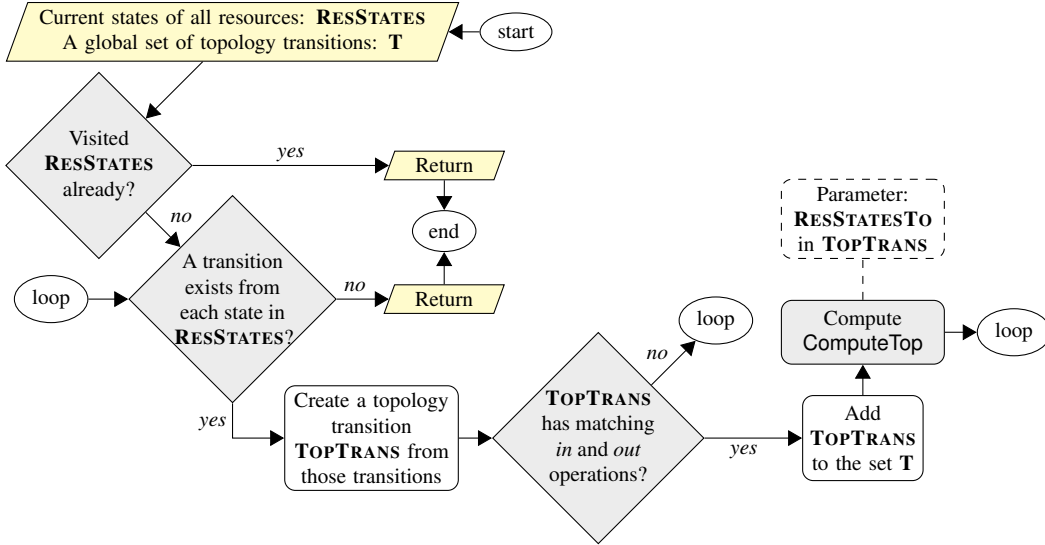 Current states of all resources: RESSTATES
A global set of topology transitions: T
start
Visited
RESSTATES
already?
yes
Return
no
end
A transition
exists from
each state in
RESSTATES?
loop
no
Return
yes
Create a topology
transition
TOPTRANS from
those transitions
TOPTRANS
has matching
in and out
operations?
no
loop
yes
Add
TOPTRANS
to the set T
Compute
ComputeTop
loop
Parameter:
RESSTATESTO
in TOPTRANS